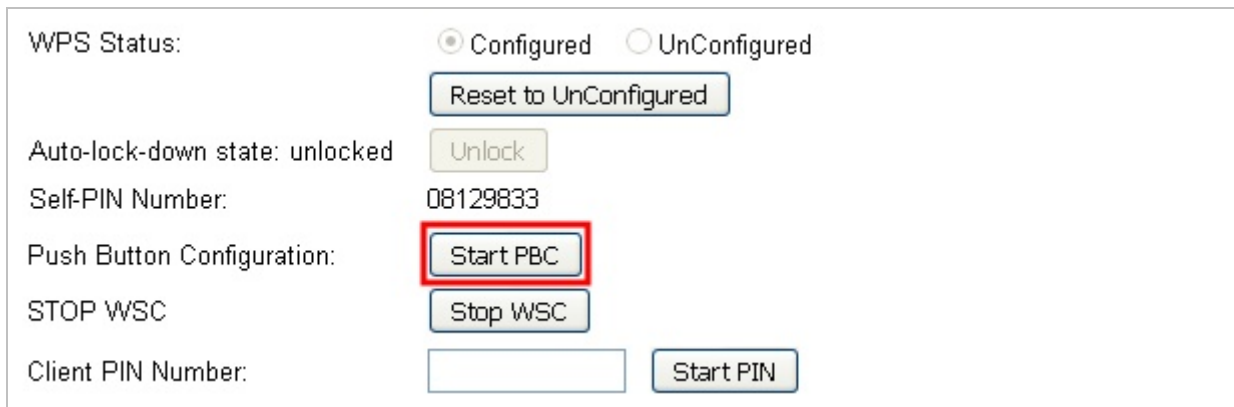 WPS Status: Configured UnConfigured
Reset to UnConfigured
Auto-lock-down state: unlocked Unlock
Self-PIN Number: 08129833
Push Button Configuration: Start PBC
STOP WSC Stop WSC
Client PIN Number: Start PIN